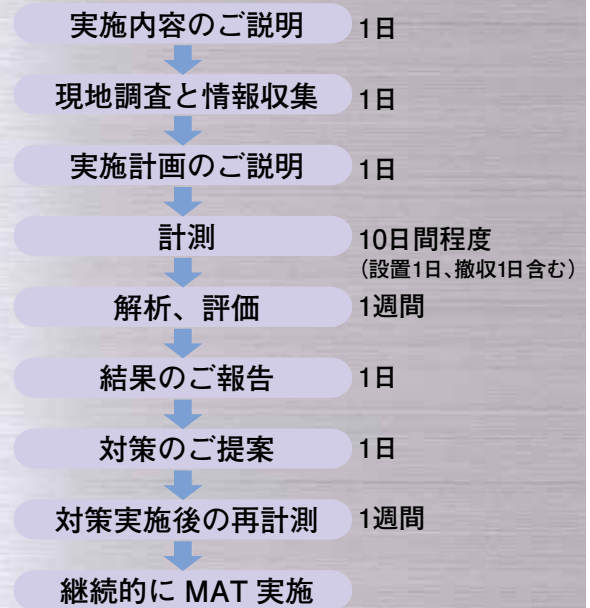 実施内容のご説明 1日
現地調査と情報収集 1日
実施計画のご説明 1日
計測 10日間程度
（設置1日、撤収1日含む）
解析、評価 1週間
結果のご報告 1日
対策のご提案 1日
対策実施後の再計測 1週間
継続的に MAT 実施